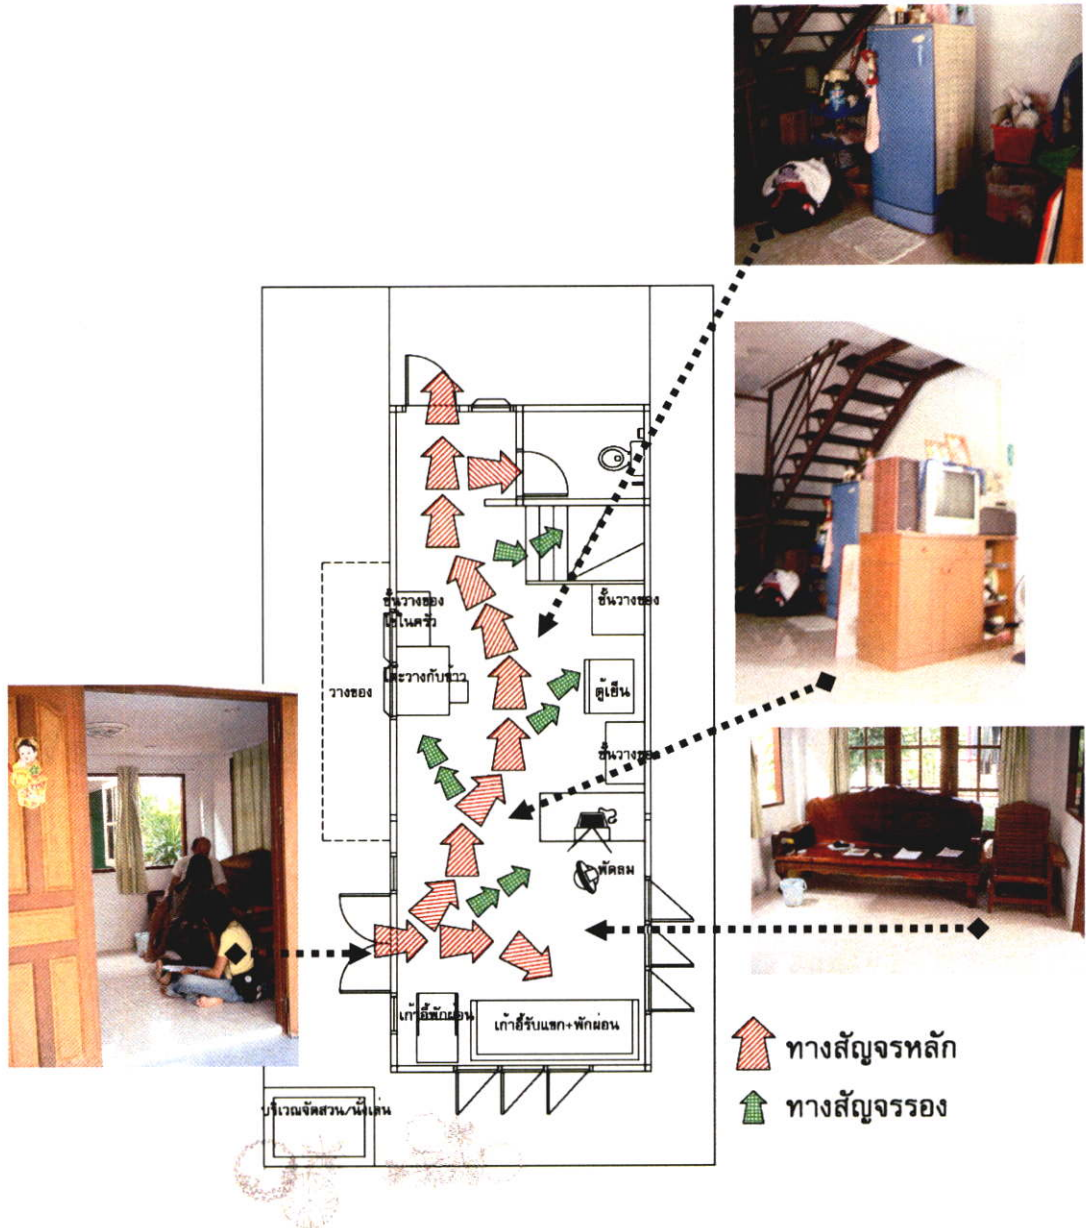 ชั้นวางของ
ใช้ในครัว
ชั้นวางของ
โต๊ะวางกับข้าว
วางของ
ตู้เย็น
ชั้นวางของ
พัดลม
เก้าอี้พักผ่อน
เก้าอี้รับแขก+พักผ่อน
ทางสัญจรหลัก
ทางสัญจรรอง
บริเวณจัดสวน/นั่งเล่น